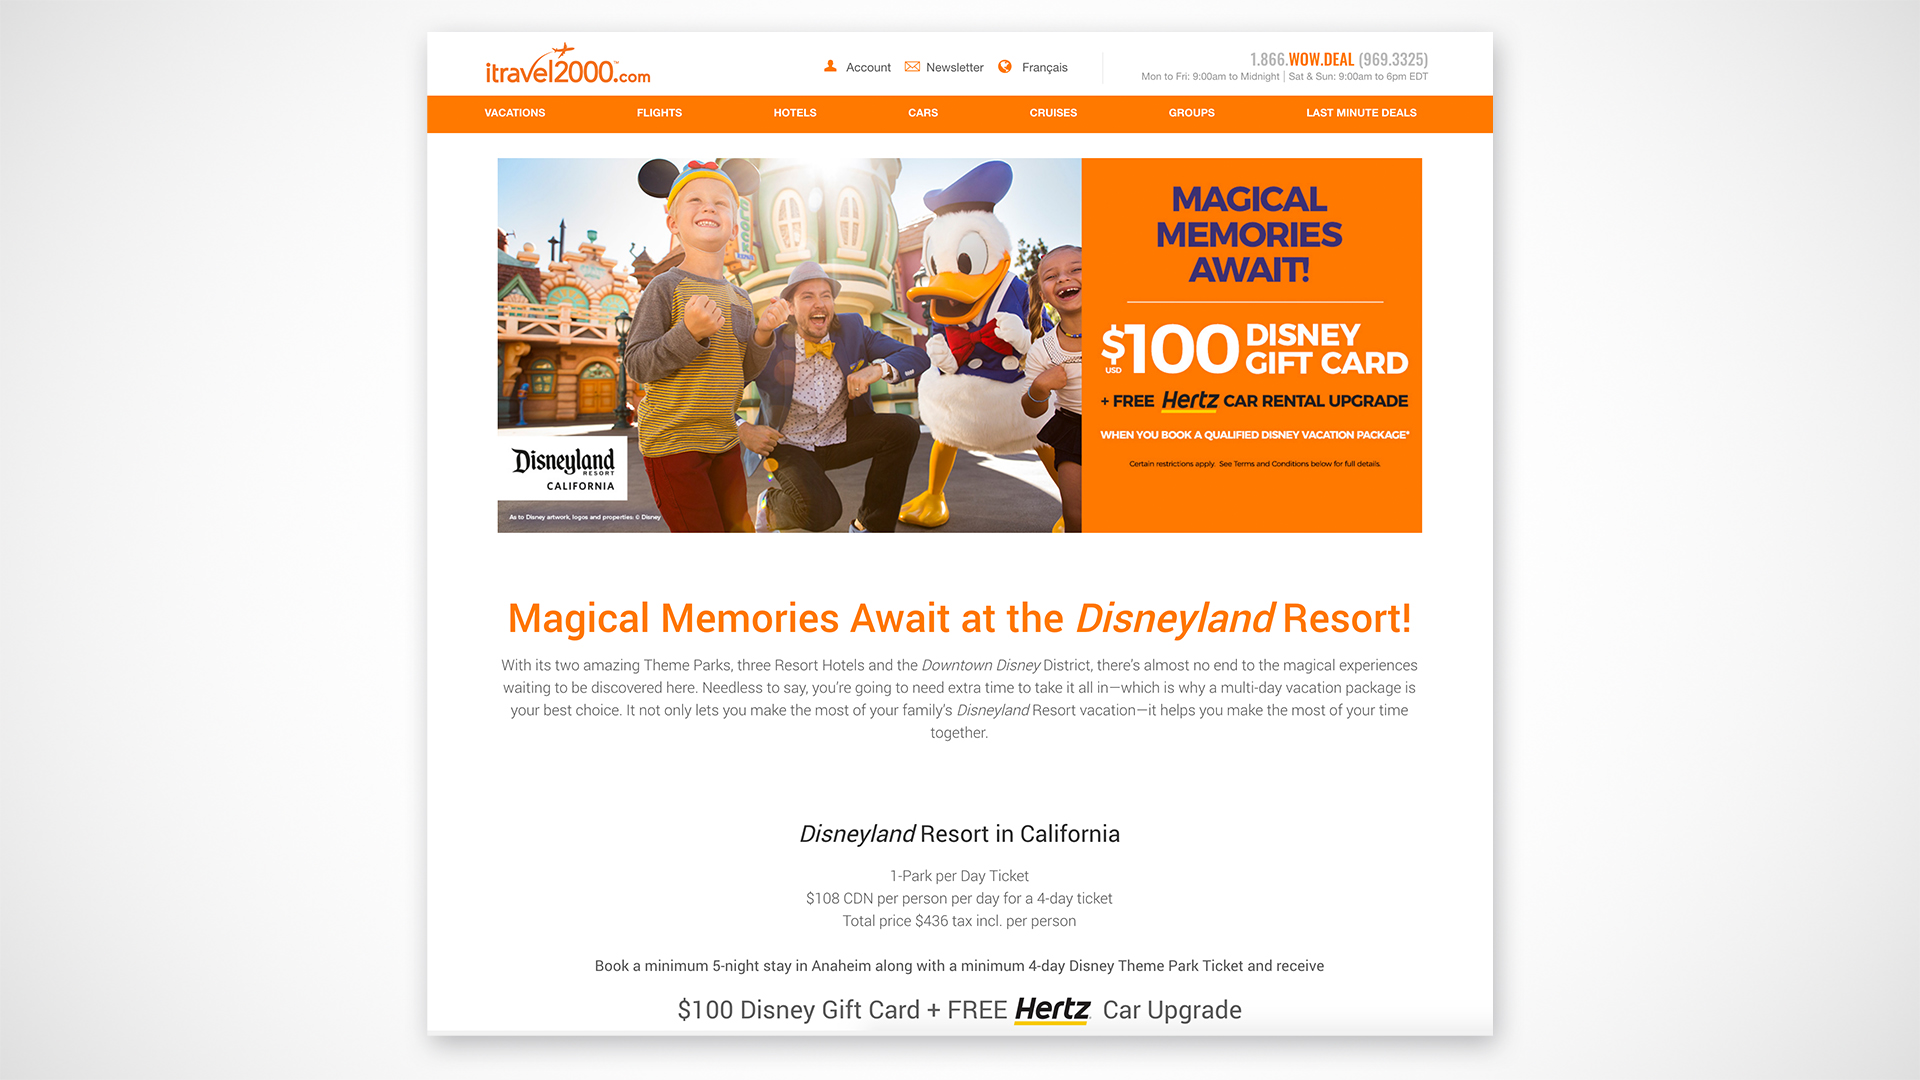 itravel2000.com
Account Newsletter Français
1.866.WOW.DEAL (969.3325)
Mon to Fri: 9:00am to Midnight | Sat & Sun: 9:00am to 6pm EDT
VACATIONS FLIGHTS HOTELS CARS CRUISES GROUPS LAST MINUTE DEALS
MAGICAL
MEMORIES
AWAIT!
$100 USD DISNEY
GIFT CARD
+ FREE Hertz CAR RENTAL UPGRADE
WHEN YOU BOOK A QUALIFIED DISNEY VACATION PACKAGE*
Certain restrictions apply. See Terms and Conditions below for full details.
Disneyland
RESORT
CALIFORNIA
As to Disney artwork, logos and properties: © Disney
Magical Memories Await at the Disneyland Resort!
With its two amazing Theme Parks, three Resort Hotels and the Downtown Disney District, there's almost no end to the magical experiences
waiting to be discovered here. Needless to say, you're going to need extra time to take it all in—which is why a multi-day vacation package is
your best choice. It not only lets you make the most of your family's Disneyland Resort vacation—it helps you make the most of your time
together.
Disneyland Resort in California
1-Park per Day Ticket
$108 CDN per person per day for a 4-day ticket
Total price $436 tax incl. per person
Book a minimum 5-night stay in Anaheim along with a minimum 4-day Disney Theme Park Ticket and receive
$100 Disney Gift Card + FREE Hertz Car Upgrade